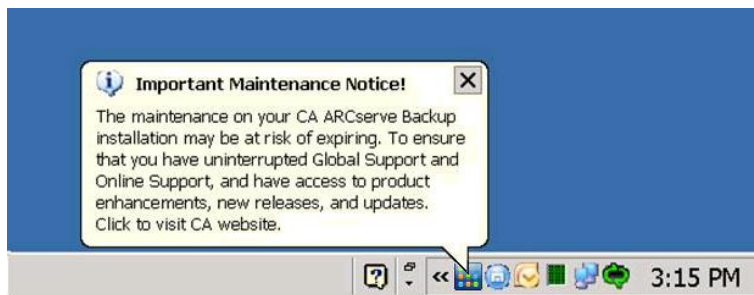 Important Maintenance Notice!
The maintenance on your CA ARCserve Backup
installation may be at risk of expiring. To ensure
that you have uninterrupted Global Support and
Online Support, and have access to product
enhancements, new releases, and updates.
Click to visit CA website.
? « 3:15 PM